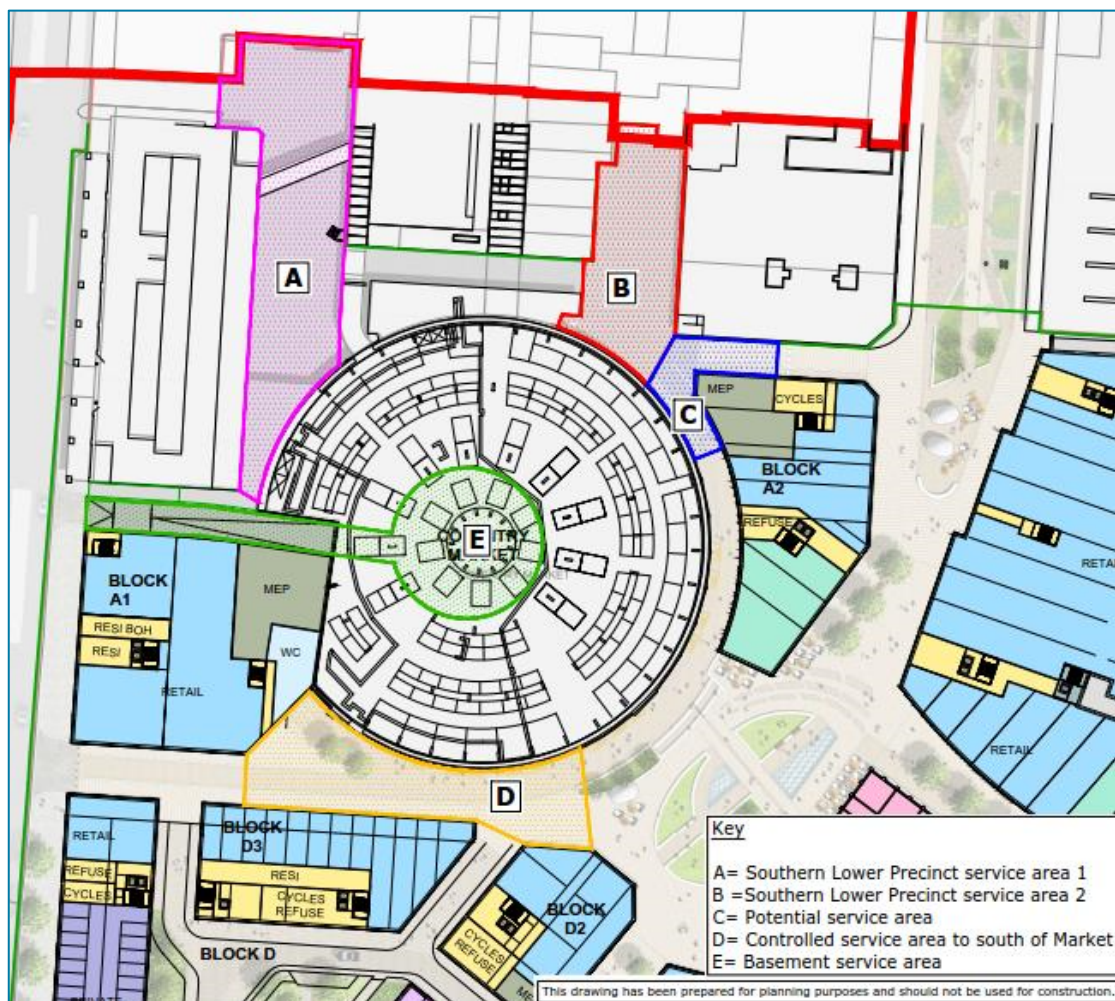 A
B
C
MEP
CYCLES
BLOCK
A2
REFUSE
E
BLOCK
A1
MEP
RESI BOH
RESI
WC
RETAIL
RETAIL
D
RETAIL
BLOCK
D3
REFUSE
CYCLES
RESI
CYCLES
REFUSE
BLOCK
D2
CYCLES
REFUSE
BLOCK D
Key
A= Southern Lower Precinct service area 1
B =Southern Lower Precinct service area 2
C= Potential service area
D= Controlled service area to south of Market
E= Basement service area
This drawing has been prepared for planning purposes and should not be used for construction.